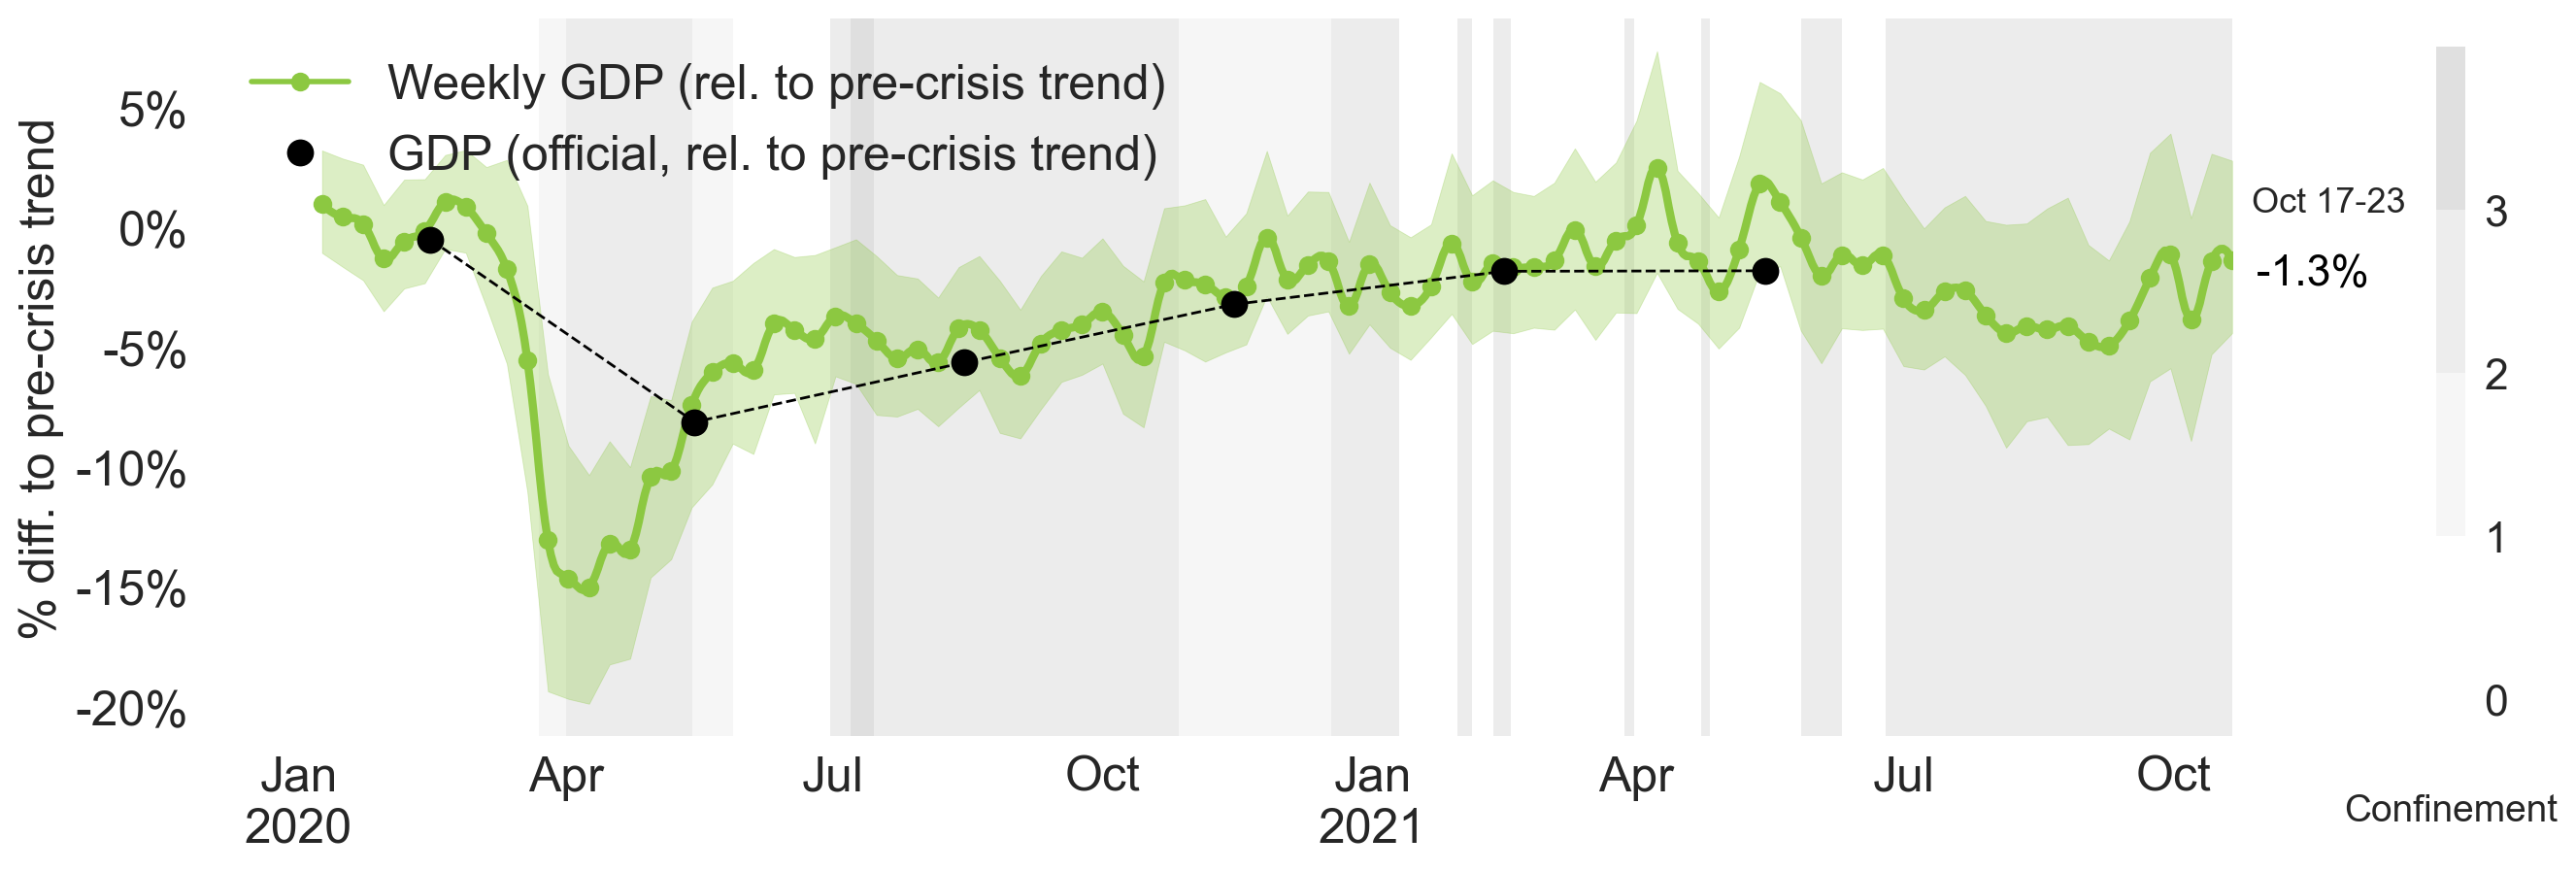 Weekly GDP (rel. to pre-crisis trend)
GDP (official, rel. to pre-crisis trend)
% diff. to pre-crisis trend
5%
0%
-5%
-10%
-15%
-20%
Jan Apr Jul Oct Jan Apr Jul Oct
2020 2021
Oct 17-23
-1.3%
3
2
1
0
Confinement